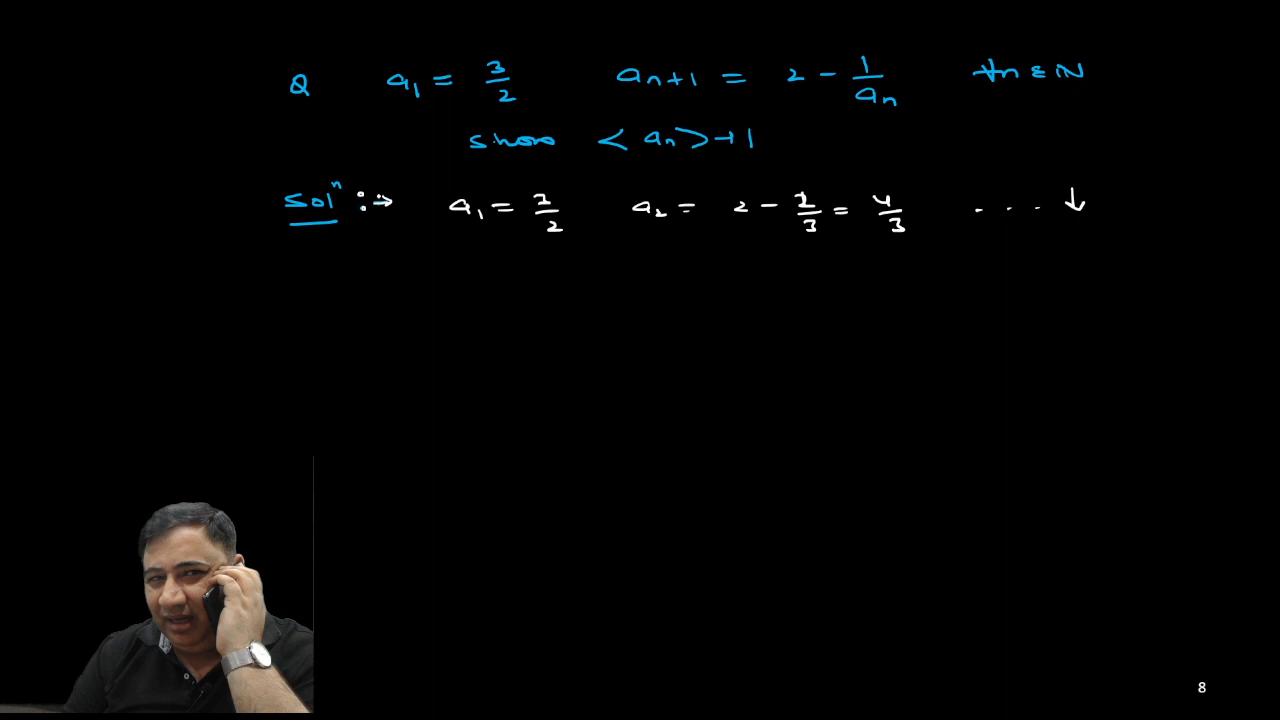 Q a₁ = 3/2 aₙ₊₁ = 2 - 1/aₙ ∀n∈N
show <aₙ> → 1
Solⁿ :→ a₁ = 3/2 a₂ = 2 - 2/3 = 4/3 . . . . ↓
8